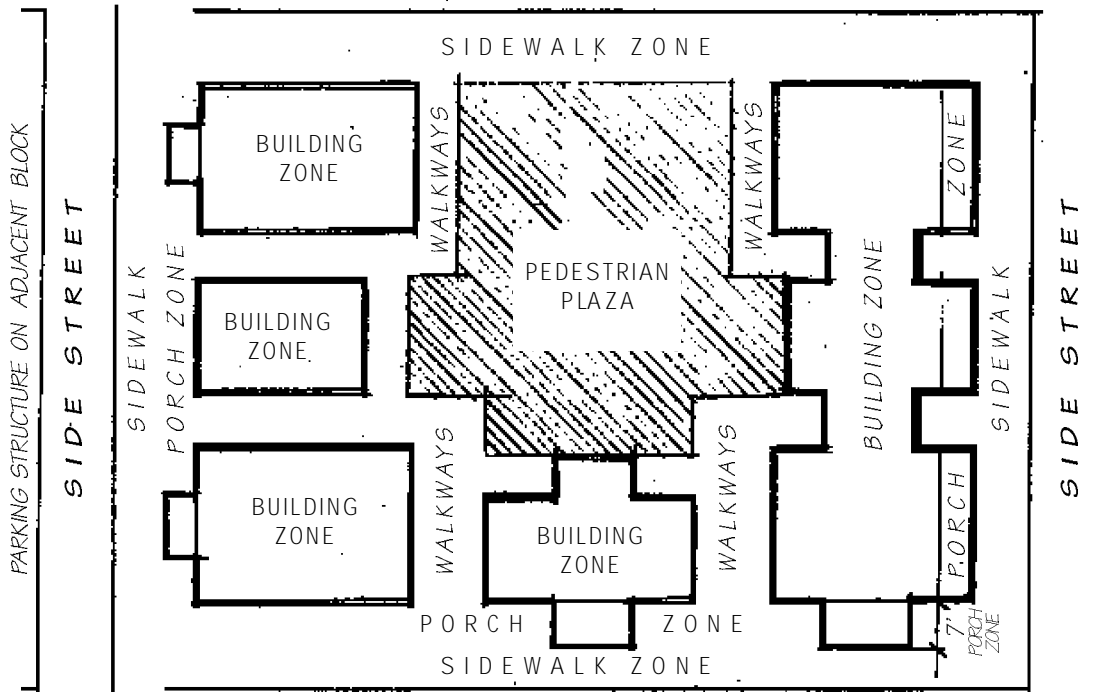 SIDEWALK ZONE
PARKING STRUCTURE ON ADJACENT BLOCK
SIDE STREET
SIDEWALK
PORCH ZONE
BUILDING
ZONE
WALKWAYS
WALKWAYS
ZONE
PEDESTRIAN
PLAZA
BUILDING
ZONE
BUILDING ZONE
SIDEWALK
SIDE STREET
BUILDING
ZONE
WALKWAYS
BUILDING
ZONE
WALKWAYS
PORCH
PORCH ZONE
7'
PORCH
ZONE
SIDEWALK ZONE